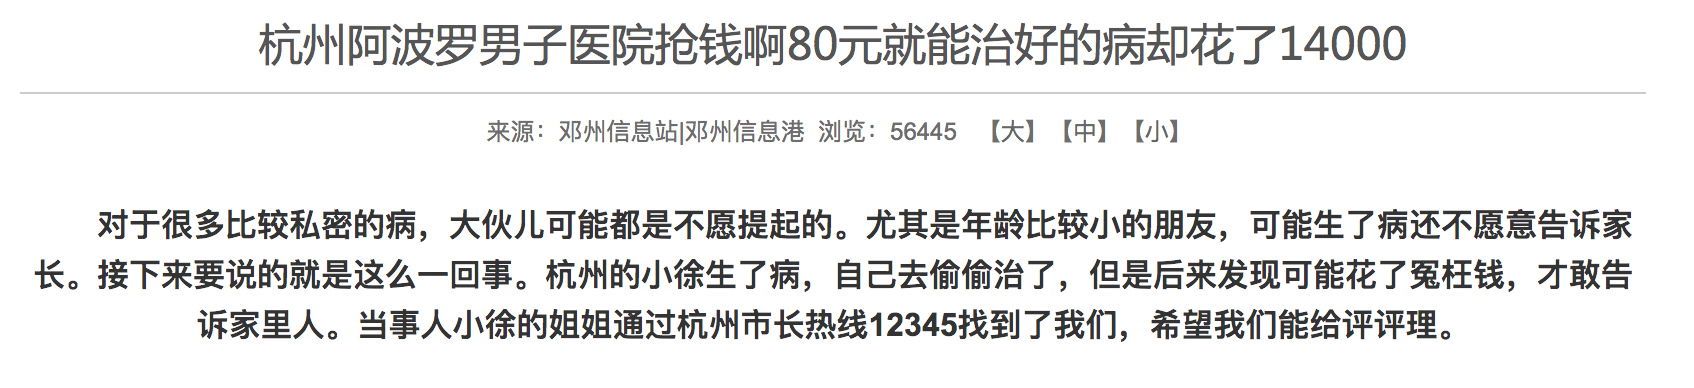 杭州阿波罗男子医院抢钱啊80元就能治好的病却花了14000
来源：邓州信息站|邓州信息港 浏览：56445 【大】【中】【小】
对于很多比较私密的病，大伙儿可能都是不愿提起的。尤其是年龄比较小的朋友，可能生了病还不愿意告诉家
长。接下来要说的就是这么一回事。杭州的小徐生了病，自己去偷偷治了，但是后来发现可能花了冤枉钱，才敢告
诉家里人。当事人小徐的姐姐通过杭州市长热线12345找到了我们，希望我们能给评评理。